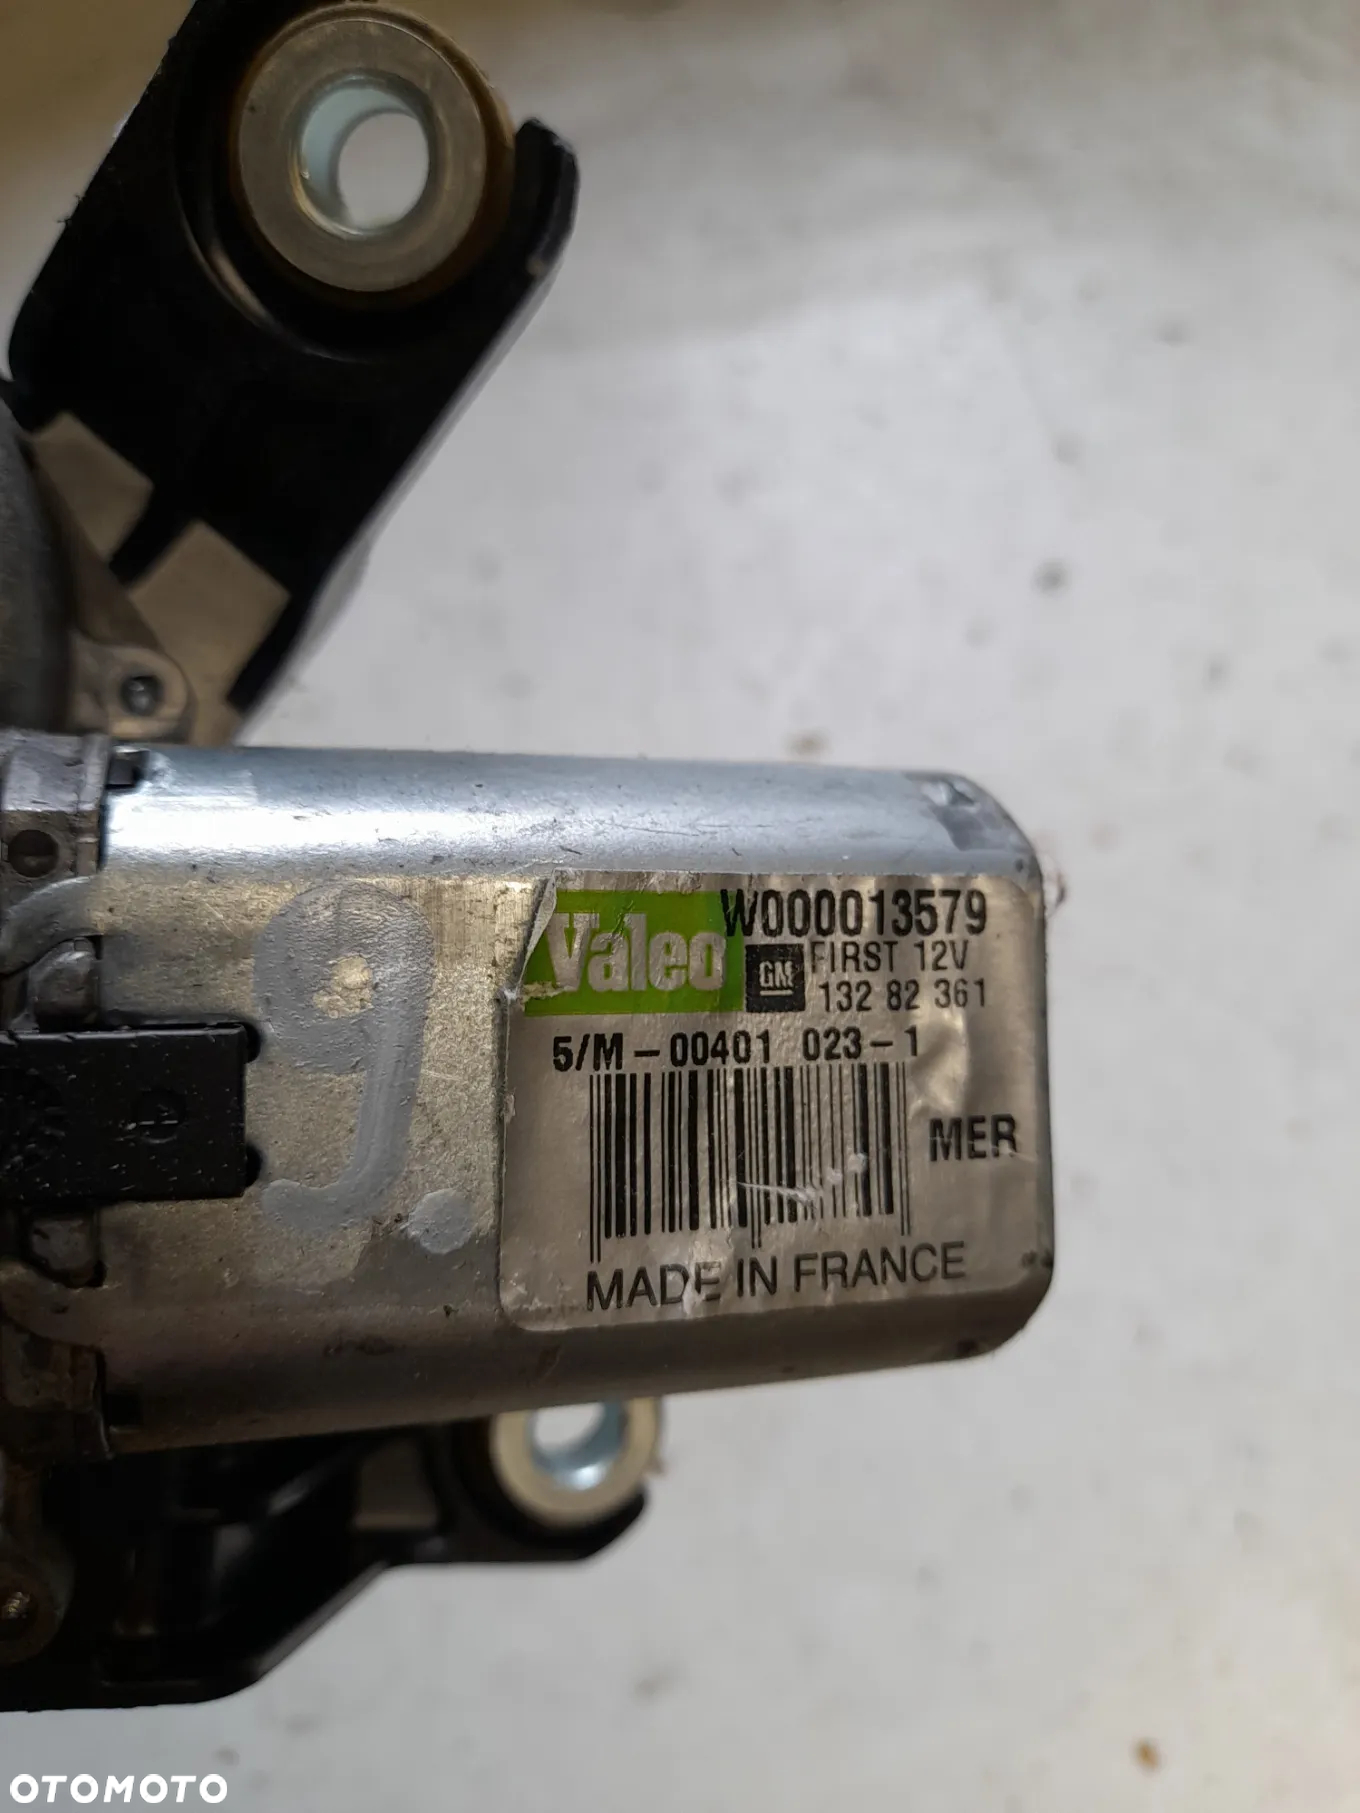 Valeo W000013579
GM FIRST 12V
132 82 361
5/M-00401 023-1
MER
MADE IN FRANCE
9.
OTOMOTO